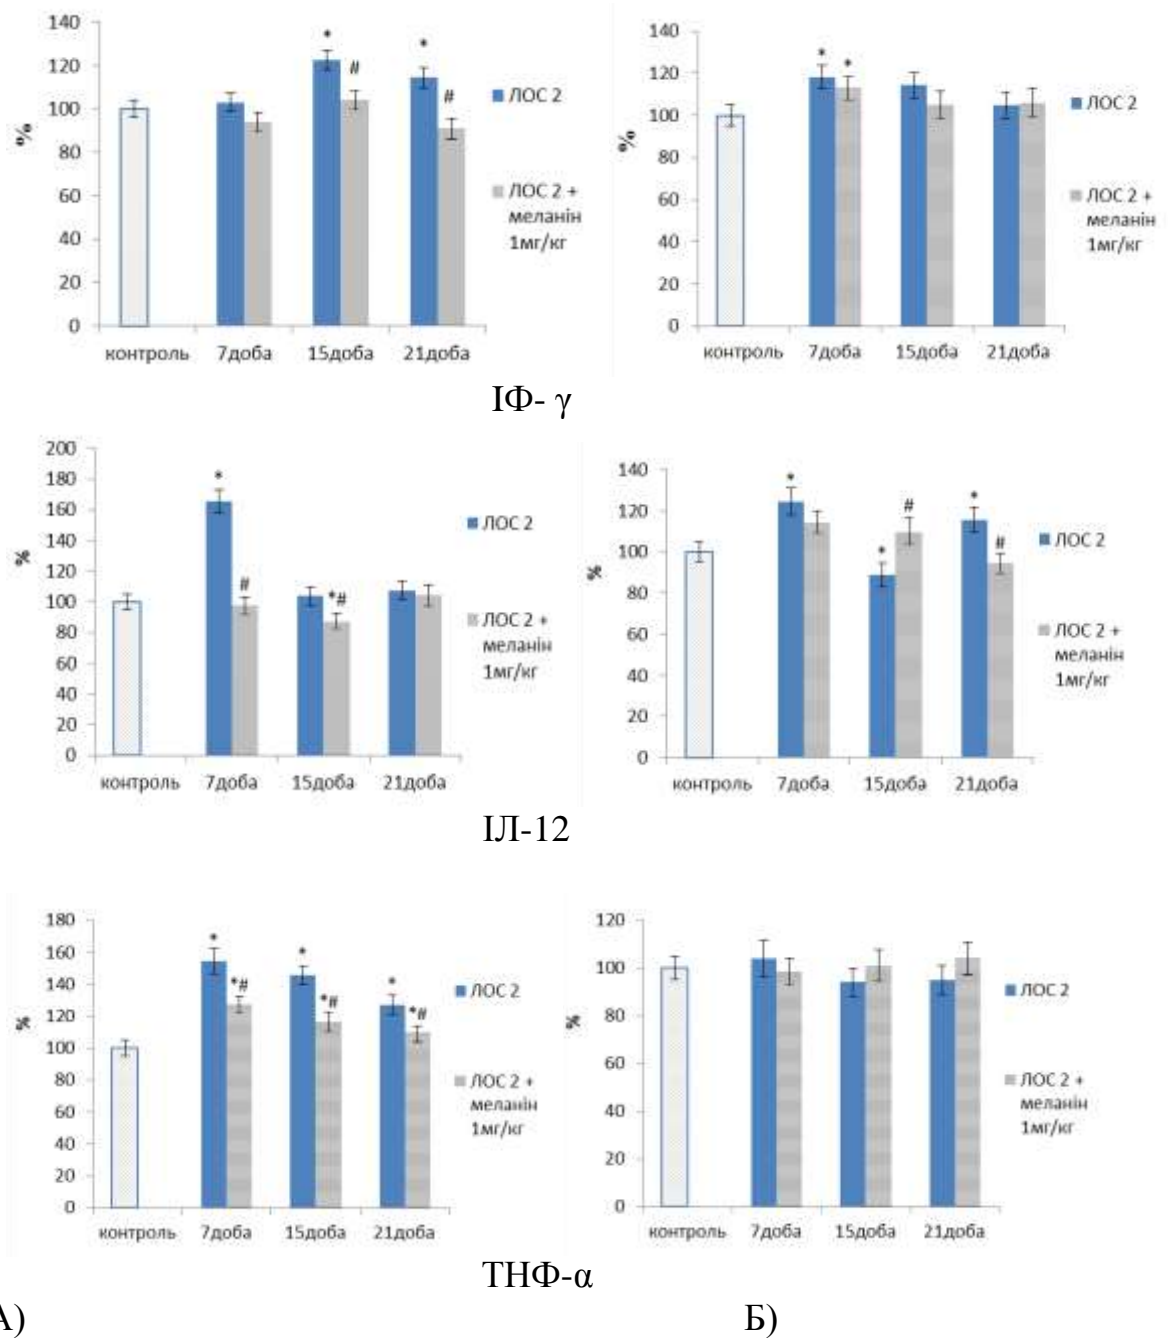 140
120
100
80
60
40
20
0
%
*
#
*
#
контроль
7доба
15доба
21доба
ЛОС 2
ЛОС 2 +
меланін
1мг/кг
140
120
100
80
60
40
20
0
%
*
*
контроль
7доба
15доба
21доба
ЛОС 2
ЛОС 2 +
меланін
1мг/кг
ІФ- γ
200
180
160
140
120
100
80
60
40
20
0
%
*
#
*#
контроль
7доба
15доба
21доба
ЛОС 2
ЛОС 2 +
меланін
1мг/кг
140
120
100
80
60
40
20
0
%
*
*
#
*
#
контроль
7доба
15доба
21доба
ЛОС 2
ЛОС 2 +
меланін
1мг/кг
ІЛ-12
180
160
140
120
100
80
60
40
20
0
%
*
*#
*
*#
*
*#
контроль
7доба
15доба
21доба
ЛОС 2
ЛОС 2 +
меланін
1мг/кг
120
100
80
60
40
20
0
%
контроль
7доба
15доба
21доба
ЛОС 2
ЛОС 2 +
меланін
1мг/кг
ТНФ-α
А)
Б)